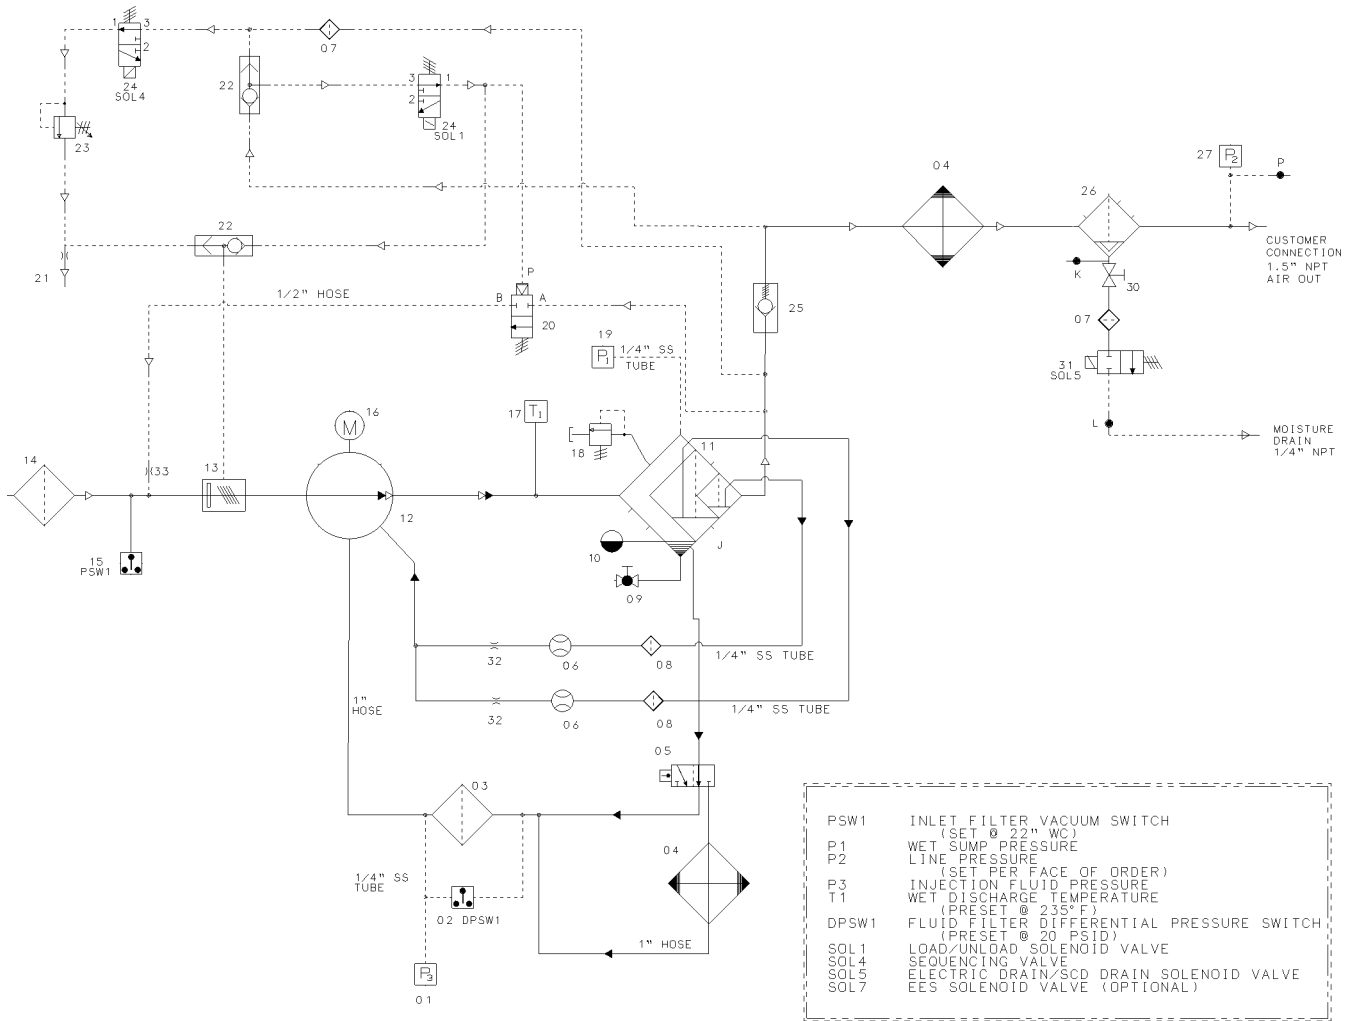 1
3
2
24
SOL4
07
22
3
1
2
24
SOL1
23
22
21
1/2" HOSE
P
B
A
20
19
P1
1/4" SS
TUBE
25
04
26
27
P2
P
CUSTOMER
CONNECTION
1.5" NPT
AIR OUT
K
30
07
31
SOL5
L
MOISTURE
DRAIN
1/4" NPT
14
33
13
16
M
12
17
T1
18
11
10
J
09
15
PSW1
32
06
08
1/4" SS TUBE
32
06
08
1/4" SS TUBE
1"
HOSE
05
03
04
1/4" SS
TUBE
02 DPSW1
1" HOSE
P3
01
PSW1 INLET FILTER VACUUM SWITCH
(SET @ 22" WC)
P1 WET SUMP PRESSURE
P2 LINE PRESSURE
(SET PER FACE OF ORDER)
P3 INJECTION FLUID PRESSURE
T1 WET DISCHARGE TEMPERATURE
(PRESET @ 235°F)
DPSW1 FLUID FILTER DIFFERENTIAL PRESSURE SWITCH
(PRESET @ 20 PSID)
SOL1 LOAD/UNLOAD SOLENOID VALVE
SOL4 SEQUENCING VALVE
SOL5 ELECTRIC DRAIN/SCD DRAIN SOLENOID VALVE
SOL7 EES SOLENOID VALVE (OPTIONAL)